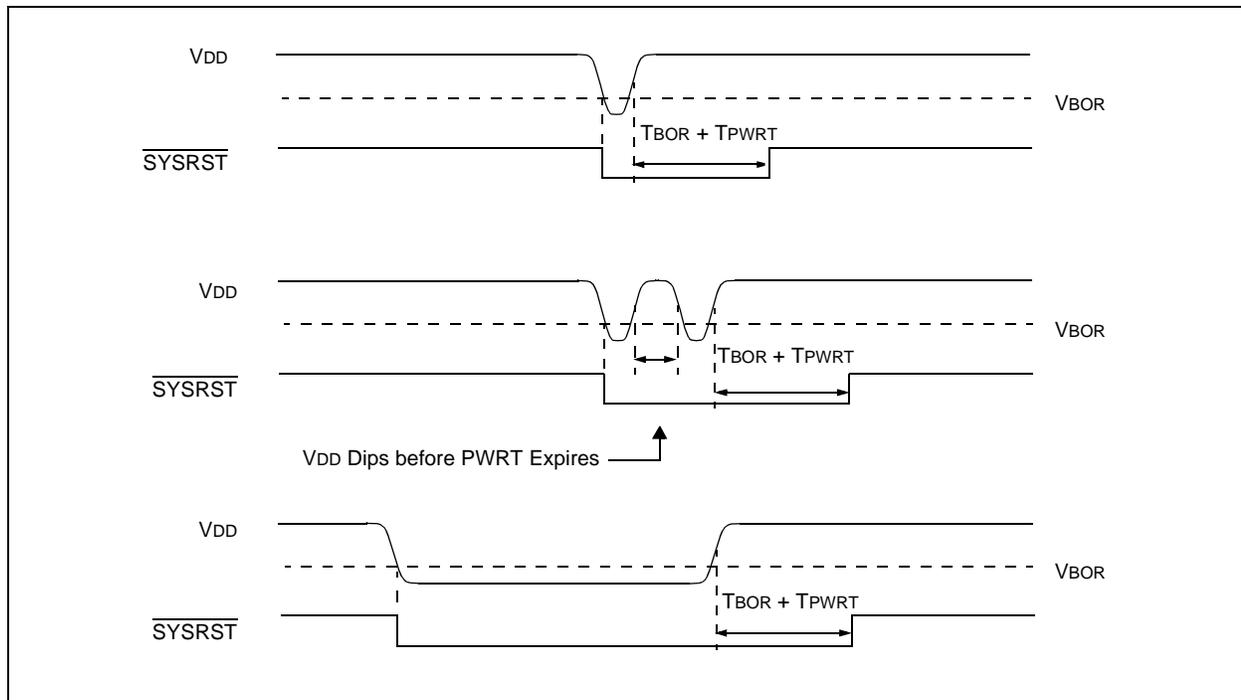 VDD
VBOR
TBOR + TPWRT
SYSRST
VDD
VBOR
TBOR + TPWRT
SYSRST
VDD Dips before PWRT Expires
VDD
VBOR
TBOR + TPWRT
SYSRST